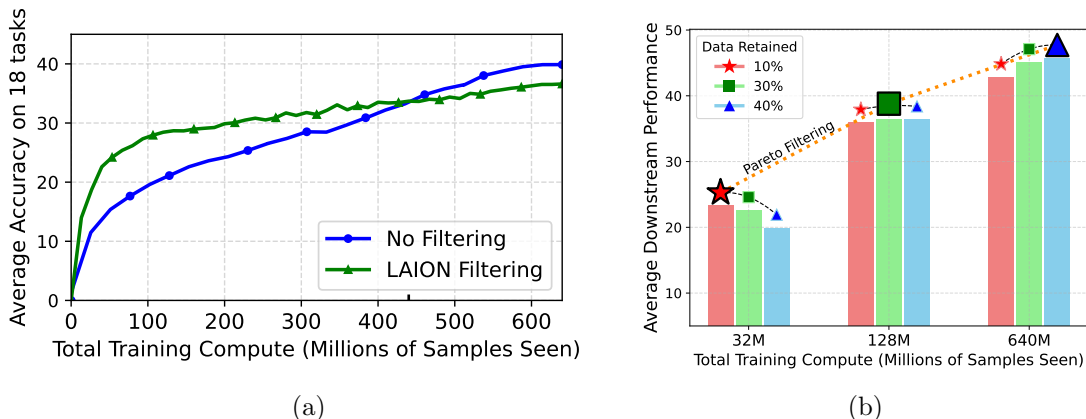 Average Accuracy on 18 tasks
40
30
20
10
0
No Filtering
LAION Filtering
0 100 200 300 400 500 600
Total Training Compute (Millions of Samples Seen)
(a)
Average Downstream Performance
50
40
30
20
10
Data Retained
10%
30%
40%
Pareto Filtering
32M 128M 640M
Total Training Compute (Millions of Samples Seen)
(b)